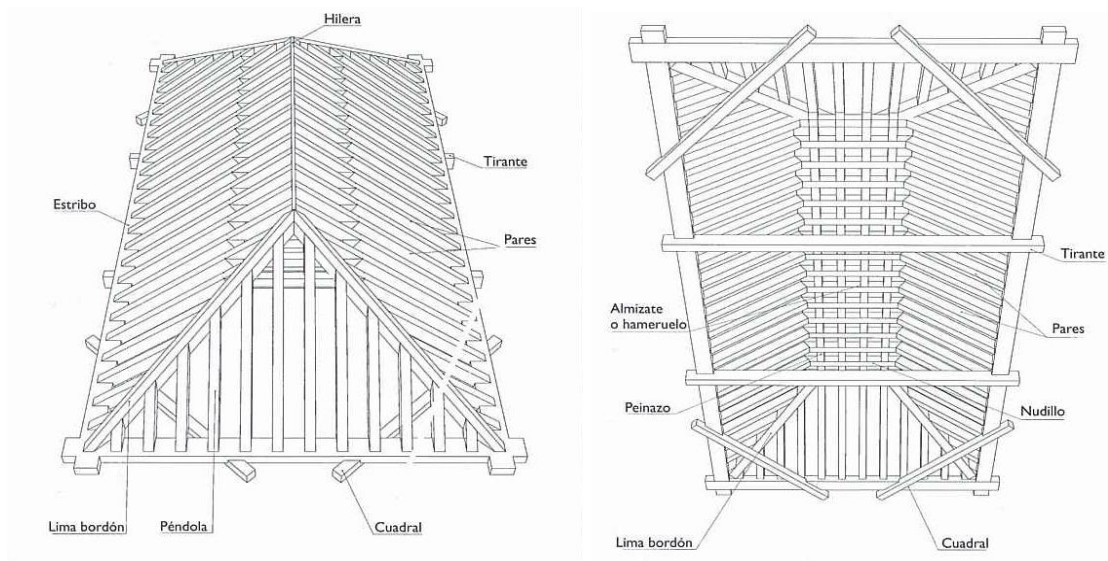 Hilera
Tirante
Estribo
Pares
Lima bordón
Péndola
Cuadral
Tirante
Almizate
o hameruelo
Pares
Peinazo
Nudillo
Lima bordón
Cuadral